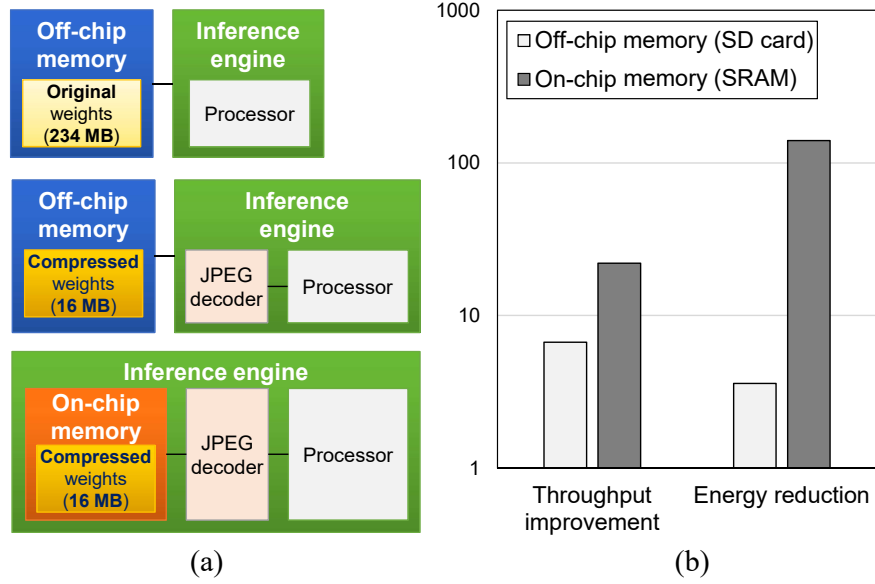 Off-chip
memory
Original
weights
(234 MB)
Inference
engine
Processor
Off-chip
memory
Compressed
weights
(16 MB)
Inference
engine
JPEG
decoder
Processor
Inference engine
On-chip
memory
Compressed
weights
(16 MB)
JPEG
decoder
Processor
(a)
1000
100
10
1
Off-chip memory (SD card)
On-chip memory (SRAM)
Throughput
improvement
Energy reduction
(b)